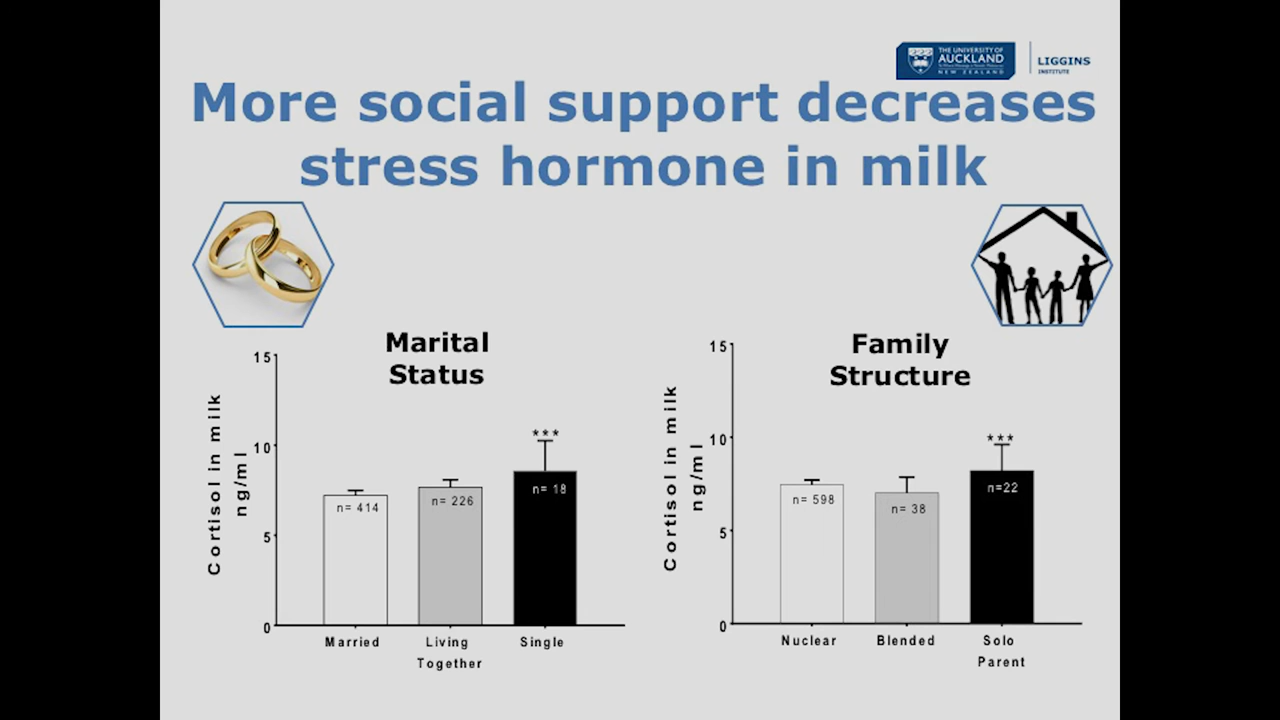 THE UNIVERSITY OF
AUCKLAND
NEW ZEALAND
LIGGINS
INSTITUTE
More social support decreases
stress hormone in milk
Marital
Status
15
10
5
0
Cortisol in milk
ng/ml
***
n= 414
n= 226
n= 18
Married
Living
Together
Single
Family
Structure
15
10
5
0
Cortisol in milk
ng/ml
***
n= 598
n= 38
n=22
Nuclear
Blended
Solo
Parent